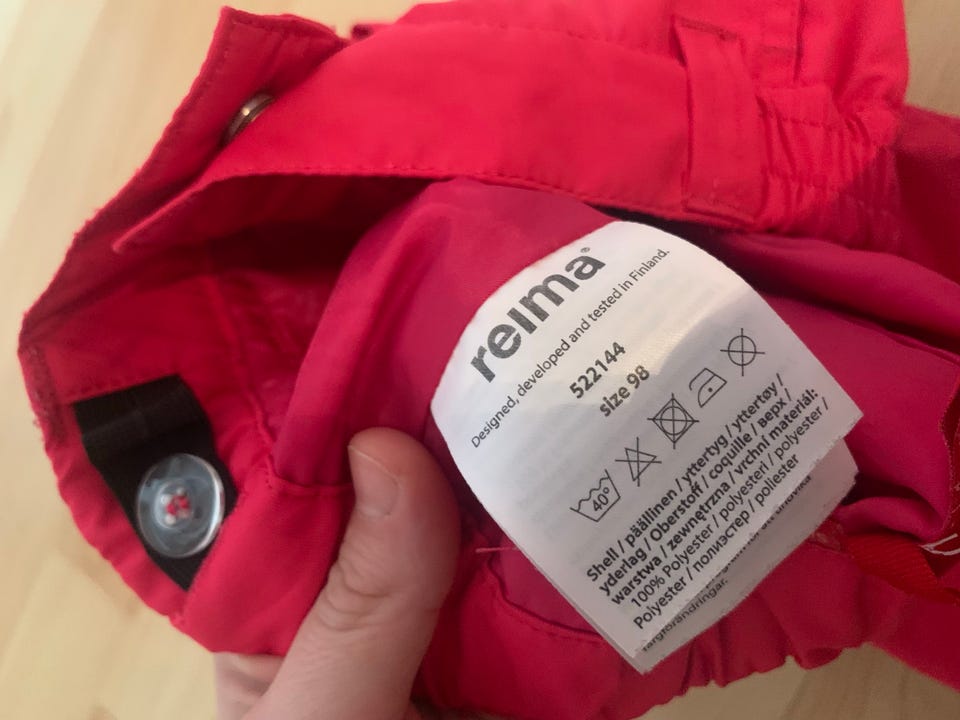 reima®
Designed, developed and tested in Finland.
522144
size 98
40°
Shell / päällinen / yttertyg / yttertøy /
yderlag / Oberstoff / coquille / верх /
warstwa / zewnętrzna / vrchní materiál:
100% Polyester / polyesteri / polyester /
Polyester / полиэстер / poliester
färgförändringar.